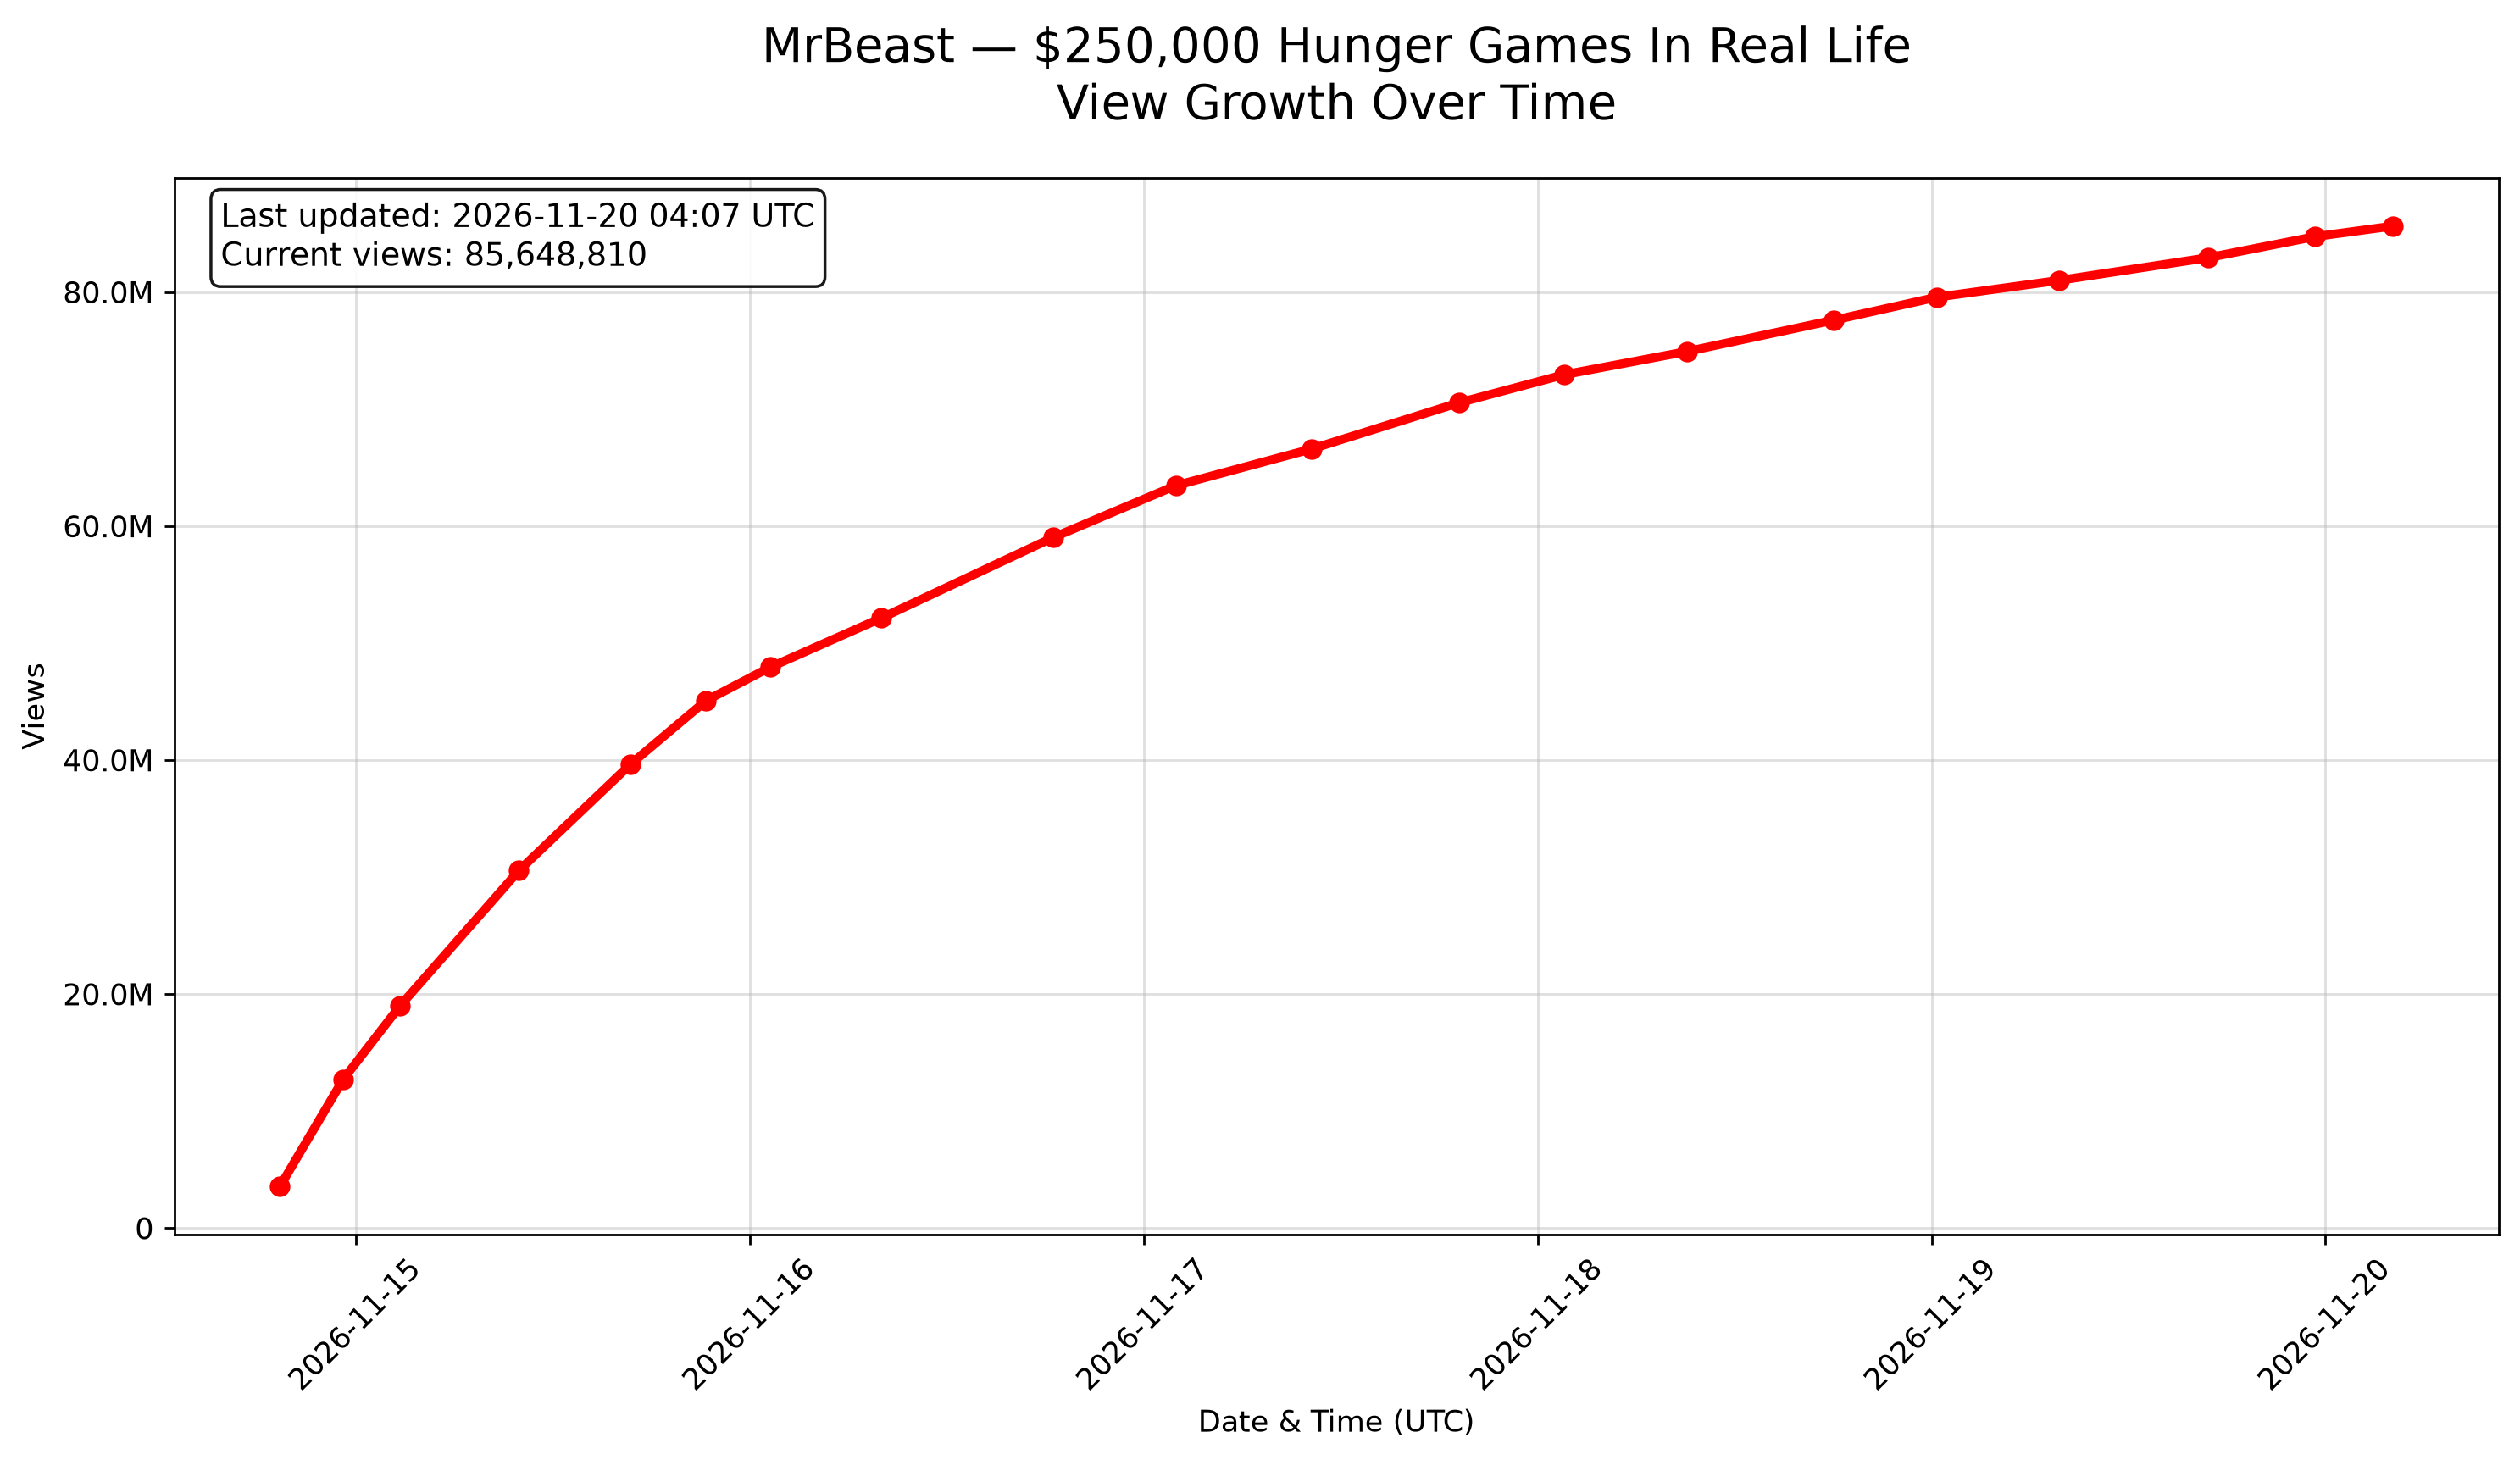 MrBeast — $250,000 Hunger Games In Real Life
View Growth Over Time
Last updated: 2026-11-20 04:07 UTC
Current views: 85,648,810
80.0M
60.0M
40.0M
20.0M
0
Views
2026-11-15
2026-11-16
2026-11-17
2026-11-18
2026-11-19
2026-11-20
Date & Time (UTC)